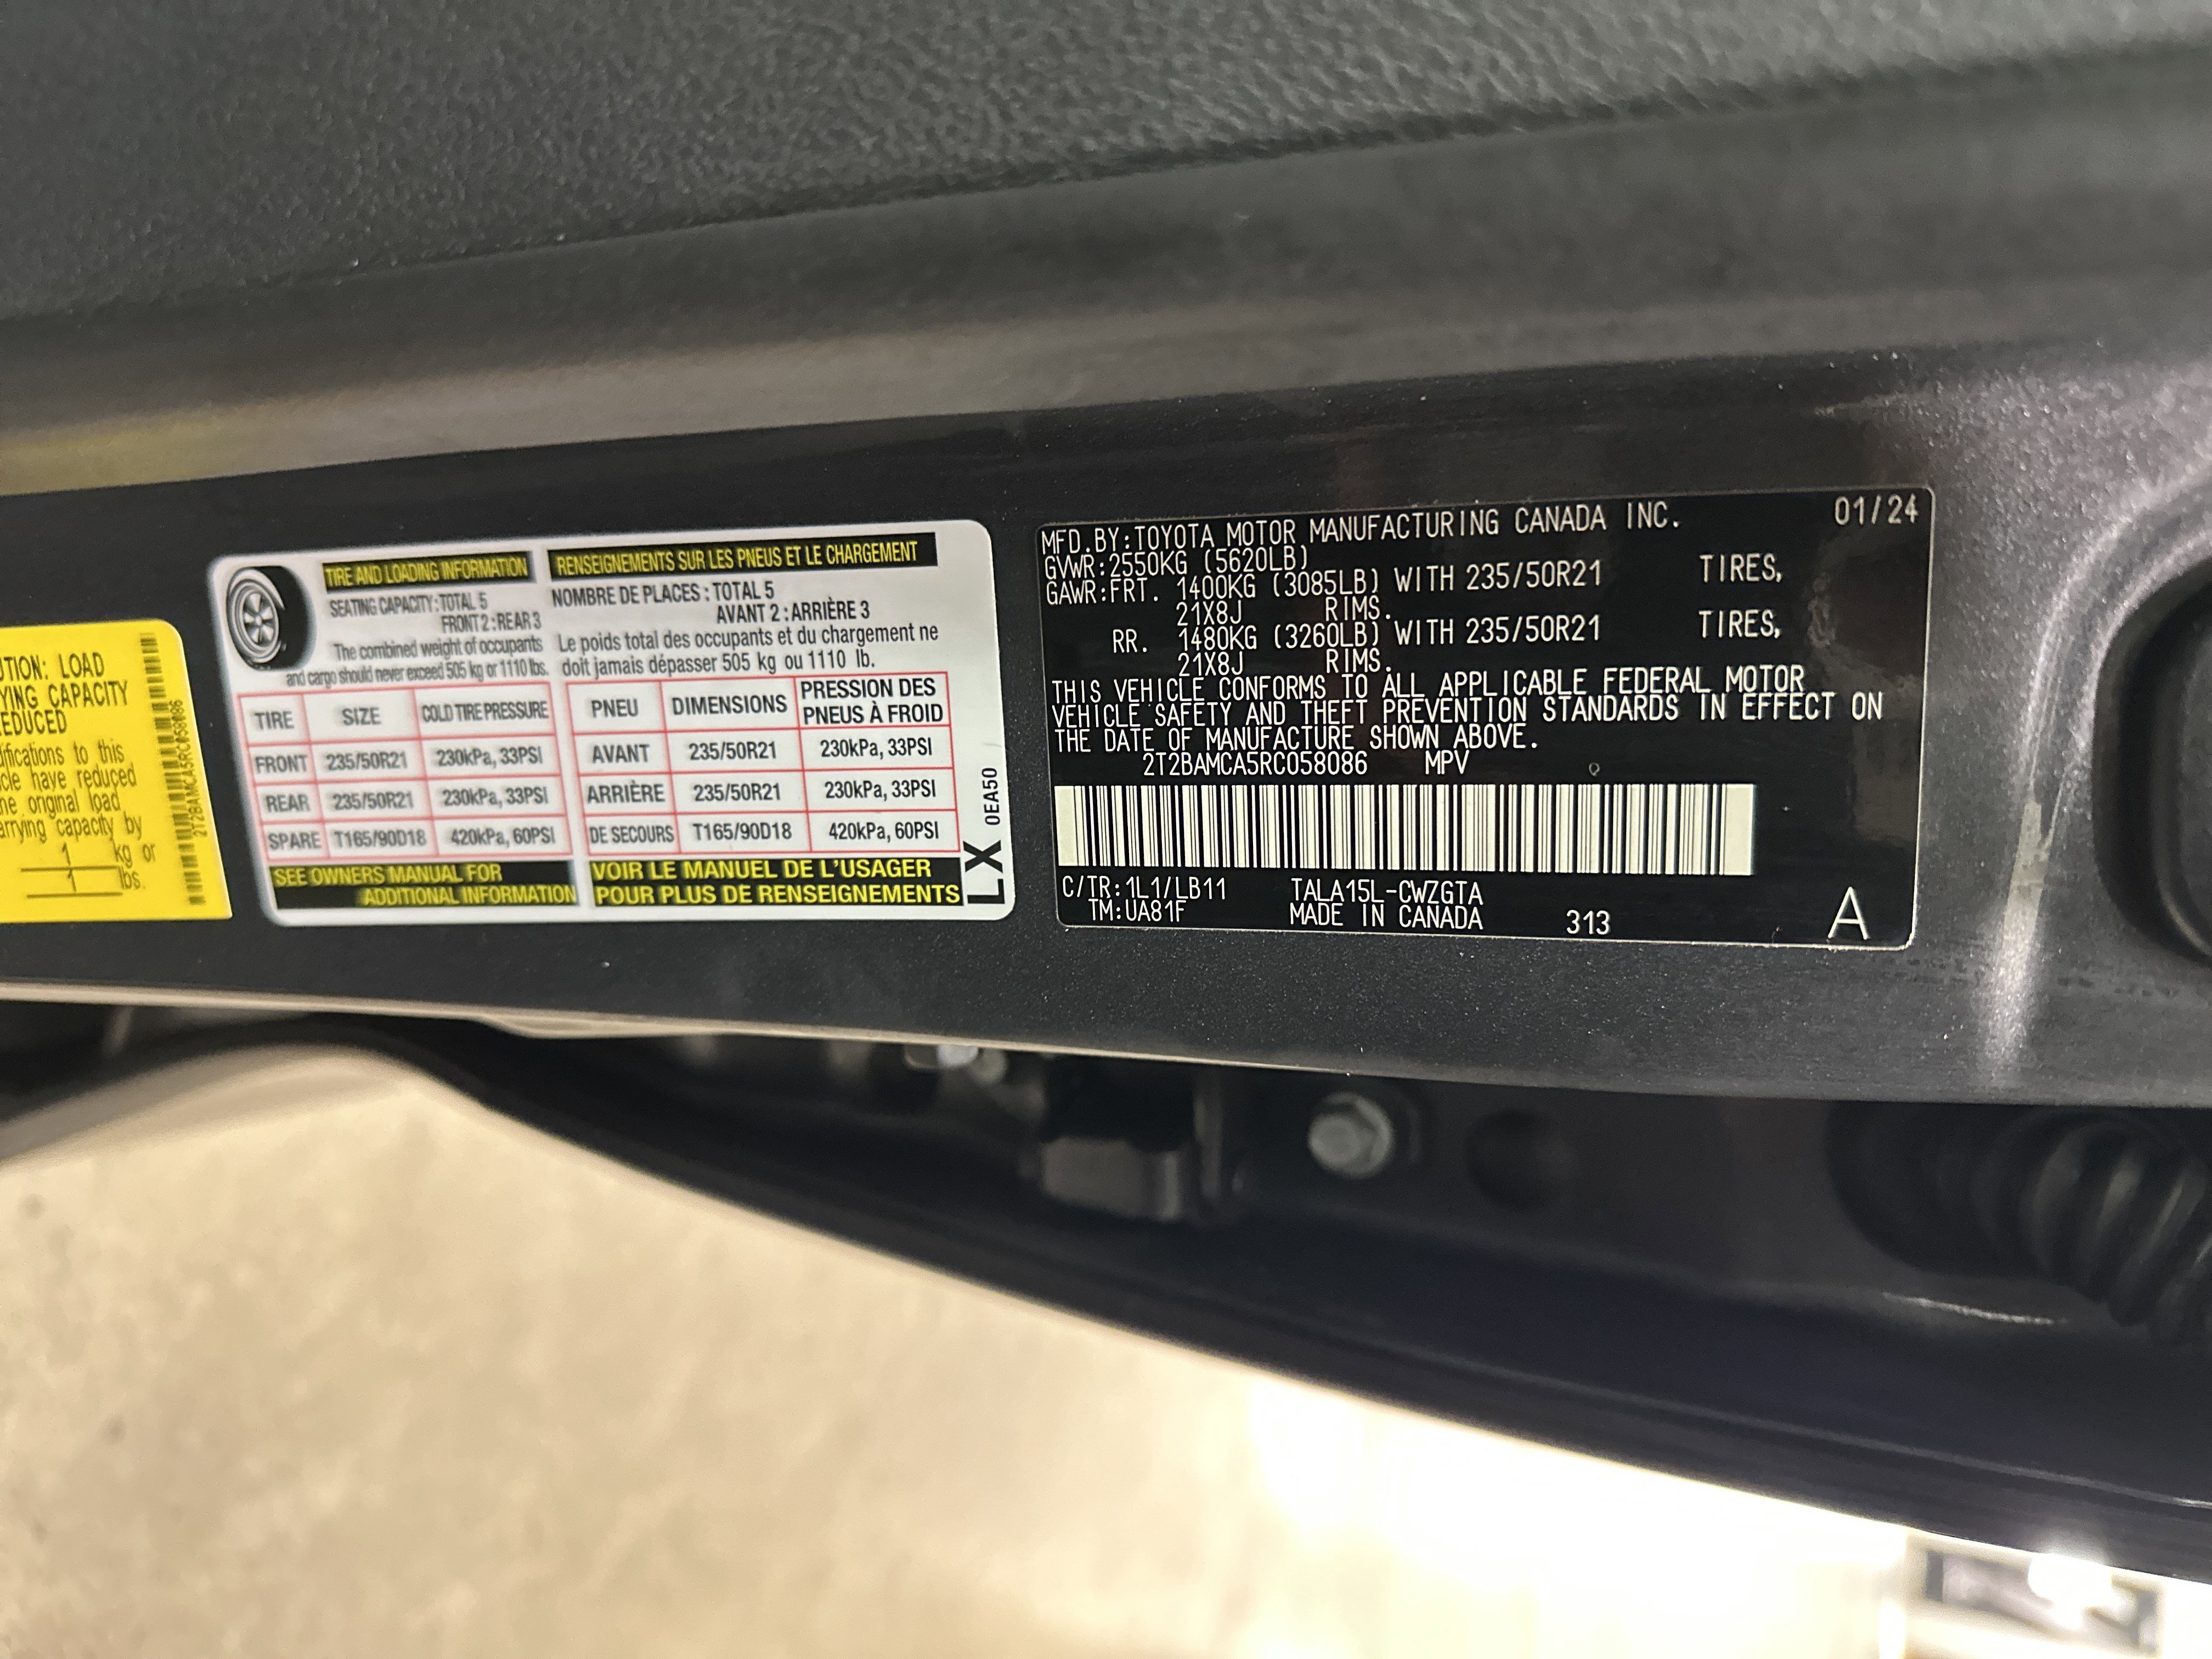 UTION: LOAD
YING CAPACITY
EDUCED
difications to this
cle have reduced
he original load
arrying capacity by
1 kg or
1 lbs.
2T2BAMCA5RC058086
TIRE AND LOADING INFORMATION
SEATING CAPACITY: TOTAL 5
FRONT 2: REAR 3
The combined weight of occupants
and cargo should never exceed 505 kg or 1110 lbs.
TIRE SIZE COLD TIRE PRESSURE
FRONT 235/50R21 230kPa, 33PSI
REAR 235/50R21 230kPa, 33PSI
SPARE T165/90D18 420kPa, 60PSI
SEE OWNERS MANUAL FOR
ADDITIONAL INFORMATION
RENSEIGNEMENTS SUR LES PNEUS ET LE CHARGEMENT
NOMBRE DE PLACES : TOTAL 5
AVANT 2 : ARRIÈRE 3
Le poids total des occupants et du chargement ne
doit jamais dépasser 505 kg ou 1110 lb.
PNEU DIMENSIONS PRESSION DES
PNEUS À FROID
AVANT 235/50R21 230kPa, 33PSI
ARRIÈRE 235/50R21 230kPa, 33PSI
DE SECOURS T165/90D18 420kPa, 60PSI
VOIR LE MANUEL DE L'USAGER
POUR PLUS DE RENSEIGNEMENTS
LX 0EA50
MFD.BY:TOYOTA MOTOR MANUFACTURING CANADA INC. 01/24
GVWR:2550KG (5620LB)
GAWR:FRT. 1400KG (3085LB) WITH 235/50R21 TIRES,
21X8J RIMS.
RR. 1480KG (3260LB) WITH 235/50R21 TIRES,
21X8J RIMS.
THIS VEHICLE CONFORMS TO ALL APPLICABLE FEDERAL MOTOR
VEHICLE SAFETY AND THEFT PREVENTION STANDARDS IN EFFECT ON
THE DATE OF MANUFACTURE SHOWN ABOVE.
2T2BAMCA5RC058086 MPV
C/TR:1L1/LB11 TALA15L-CWZGTA
TM:UA81F MADE IN CANADA 313 A